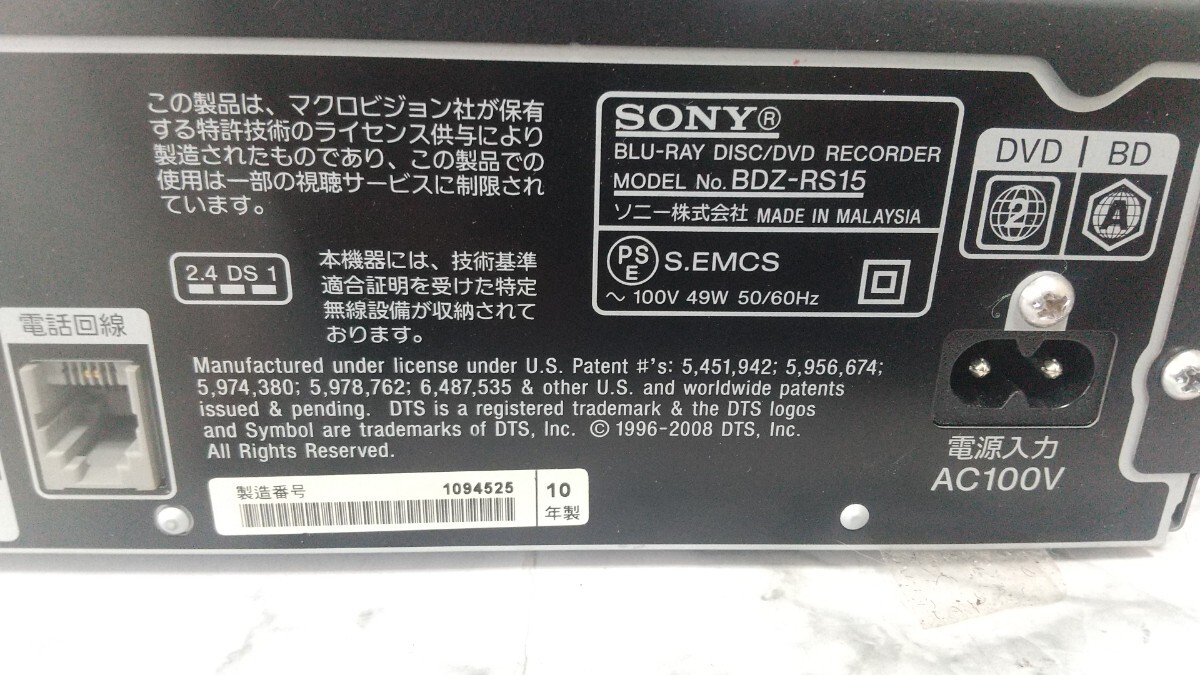 この製品は、マクロビジョン社が保有
する特許技術のライセンス供与により
製造されたものであり、この製品での
使用は一部の視聴サービスに制限され
ています。
SONY®
BLU-RAY DISC/DVD RECORDER
MODEL No. BDZ-RS15
ソニー株式会社 MADE IN MALAYSIA
PSE S.EMCS
～ 100V 49W 50/60Hz
DVD BD
2 A
2.4 DS 1
本機器には、技術基準
適合証明を受けた特定
無線設備が収納されて
おります。
電話回線
Manufactured under license under U.S. Patent #'s: 5,451,942; 5,956,674;
5,974,380; 5,978,762; 6,487,535 & other U.S. and worldwide patents
issued & pending. DTS is a registered trademark & the DTS logos
and Symbol are trademarks of DTS, Inc. © 1996-2008 DTS, Inc.
All Rights Reserved.
電源入力
AC100V
製造番号 1094525
10
年製